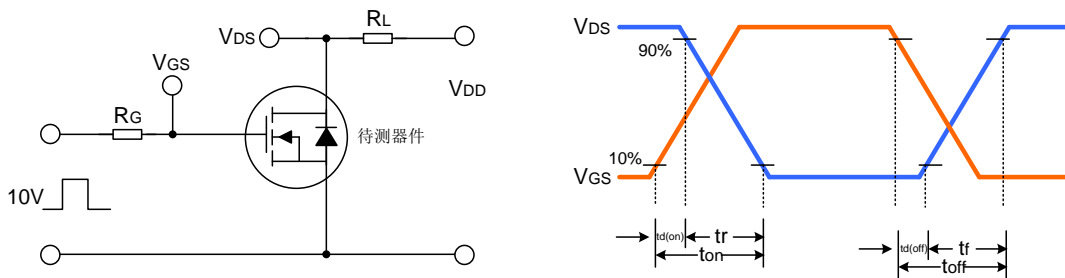 VDS
RL
VGS
RG
VDD
待测器件
10V
VDS
90%
10%
VGS
td(on)
tr
ton
td(off)
tf
toff